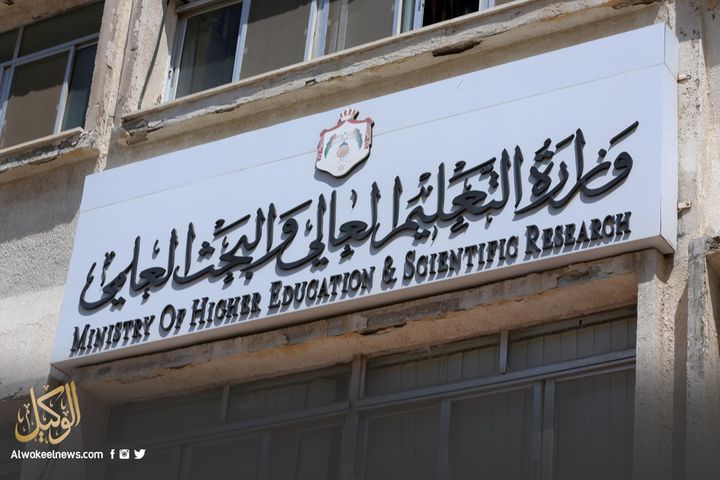 وزارة التعليم العالي والبحث العلمي
MINISTRY OF HIGHER EDUCATION & SCIENTIFIC RESEARCH
الوكيل
Alwokeelnews.com